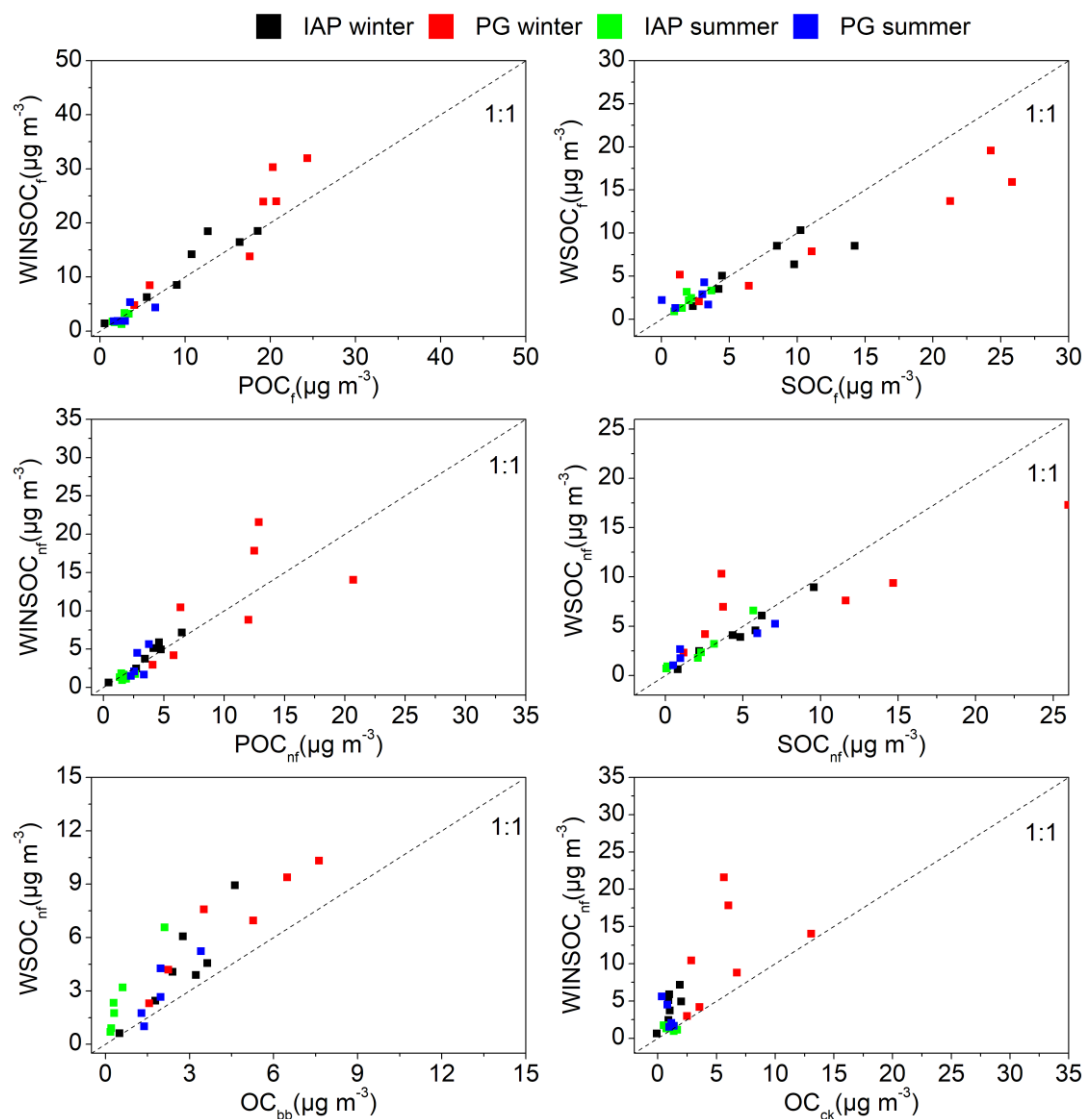 IAP winter PG winter IAP summer PG summer
50
40
30
20
10
0
WINSOC_f(µg m⁻³)
1:1
0 10 20 30 40 50
POC_f(µg m⁻³)
30
25
20
15
10
5
0
WSOC_f(µg m⁻³)
1:1
0 5 10 15 20 25 30
SOC_f(µg m⁻³)
35
30
25
20
15
10
5
0
WINSOC_nf(µg m⁻³)
1:1
0 5 10 15 20 25 30 35
POC_nf(µg m⁻³)
25
20
15
10
5
0
WSOC_nf(µg m⁻³)
1:1
0 5 10 15 20 25
SOC_nf(µg m⁻³)
15
12
9
6
3
0
WSOC_nf(µg m⁻³)
1:1
0 3 6 9 12 15
OC_bb(µg m⁻³)
35
30
25
20
15
10
5
0
WINSOC_nf(µg m⁻³)
1:1
0 5 10 15 20 25 30 35
OC_ck(µg m⁻³)